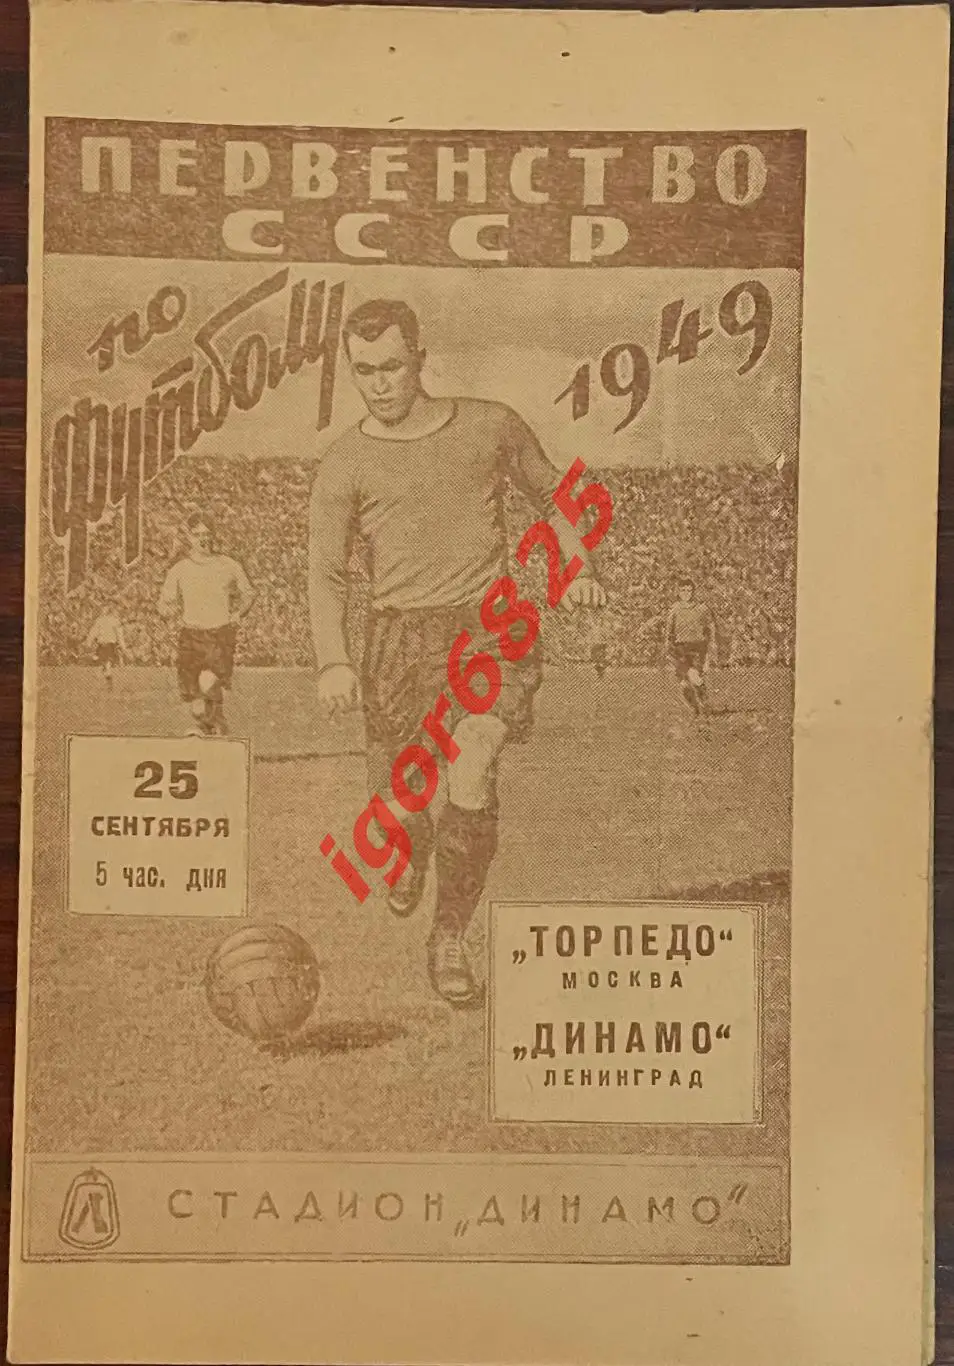 ПЕРВЕНСТВО
СССР
по
футболу
1949
igor6825
25
СЕНТЯБРЯ
5 час. дня
„ТОРПЕДО“
МОСКВА
„ДИНАМО“
ЛЕНИНГРАД
СТАДИОН „ДИНАМО“